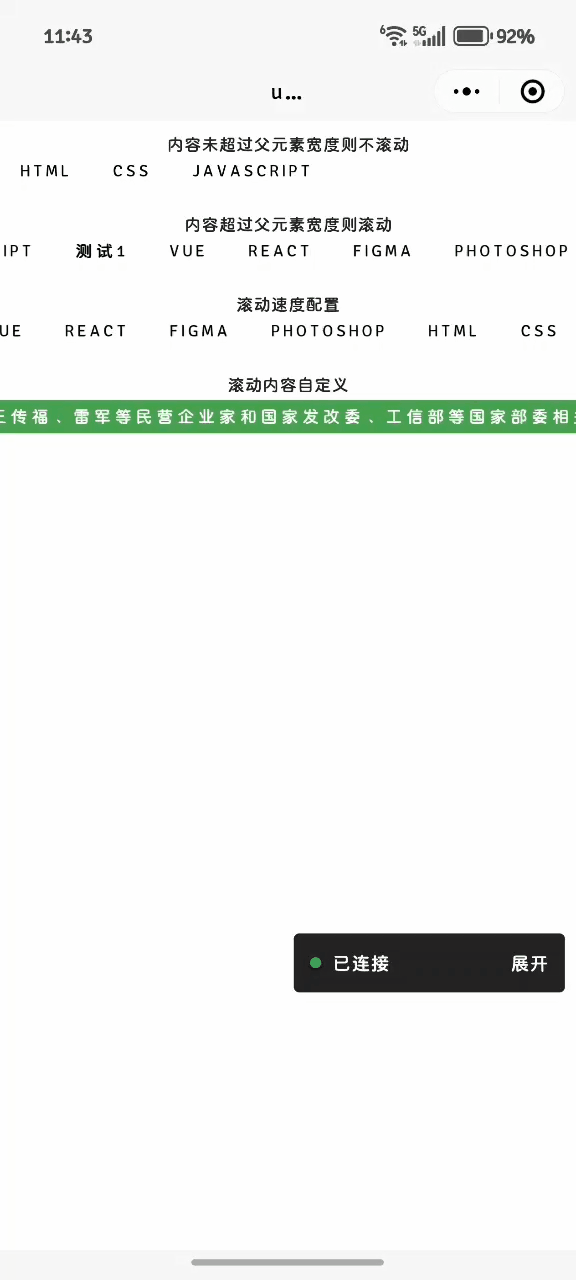 11:43 6 5G 92%
u...
内容未超过父元素宽度则不滚动
HTML CSS JAVASCRIPT
内容超过父元素宽度则滚动
IPT 测试1 VUE REACT FIGMA PHOTOSHOP
滚动速度配置
UE REACT FIGMA PHOTOSHOP HTML CSS
滚动内容自定义
王传福、雷军等民营企业家和国家发改委、工信部等国家部委相
已连接 展开